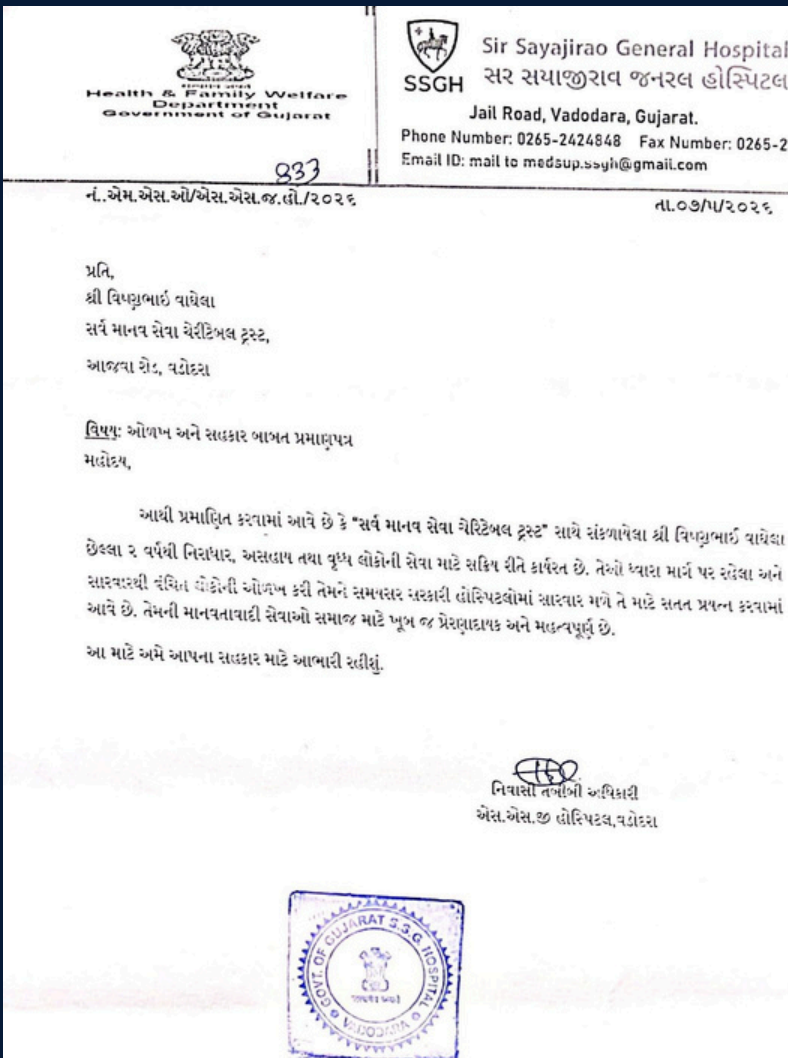 Health & Family Welfare
Department
Government of Gujarat
SSGH
Sir Sayajirao General Hospital
સર સયાજીરાવ જનરલ હોસ્પિટલ
Jail Road, Vadodara, Gujarat.
Phone Number: 0265-2424848 Fax Number: 0265-2
Email ID: mail to medsup.ssgh@gmail.com
833
નં..એમ.એસ.ઓ/એસ.એસ.જી.હો./૨૦૨૬
તા.૦૭/૫/૨૦૨૬
પ્રતિ,
શ્રી વિષ્ણુભાઇ વાઘેલા
સર્વ માનવ સેવા ચેરીટેબલ ટ્રસ્ટ,
આજવા રોડ, વડોદરા
વિષય: ઓળખ અને સહકાર બાબત પ્રમાણપત્ર
મહોદય,
આથી પ્રમાણિત કરવામાં આવે છે કે "સર્વ માનવ સેવા ચેરિટેબલ ટ્રસ્ટ" સાથે સંકળાયેલા શ્રી વિષ્ણુભાઈ વાઘેલા
છેલ્લા ૨ વર્ષથી નિરાધાર, અસહાય તથા વૃધ્ધ લોકોની સેવા માટે સક્રિય રીતે કાર્યરત છે. તેઓ ધ્વારા માર્ગ પર રહેલા અને
સારવારથી વંચિત લોકોની ઓળખ કરી તેમને સમયસર સરકારી હોસ્પિટલોમાં સારવાર મળે તે માટે સતત પ્રયત્ન કરવામાં
આવે છે. તેમની માનવતાવાદી સેવાઓ સમાજ માટે ખૂબ જ પ્રેરણાદાયક અને મહત્વપૂર્ણ છે.
આ માટે અમે આપના સહકાર માટે આભારી રહીશું.
નિવાસી તબીબી અધિકારી
એસ.એસ.જી હોસ્પિટલ,વડોદરા
GOVT. OF GUJARAT S.S.G. HOSPITAL
VADODARA